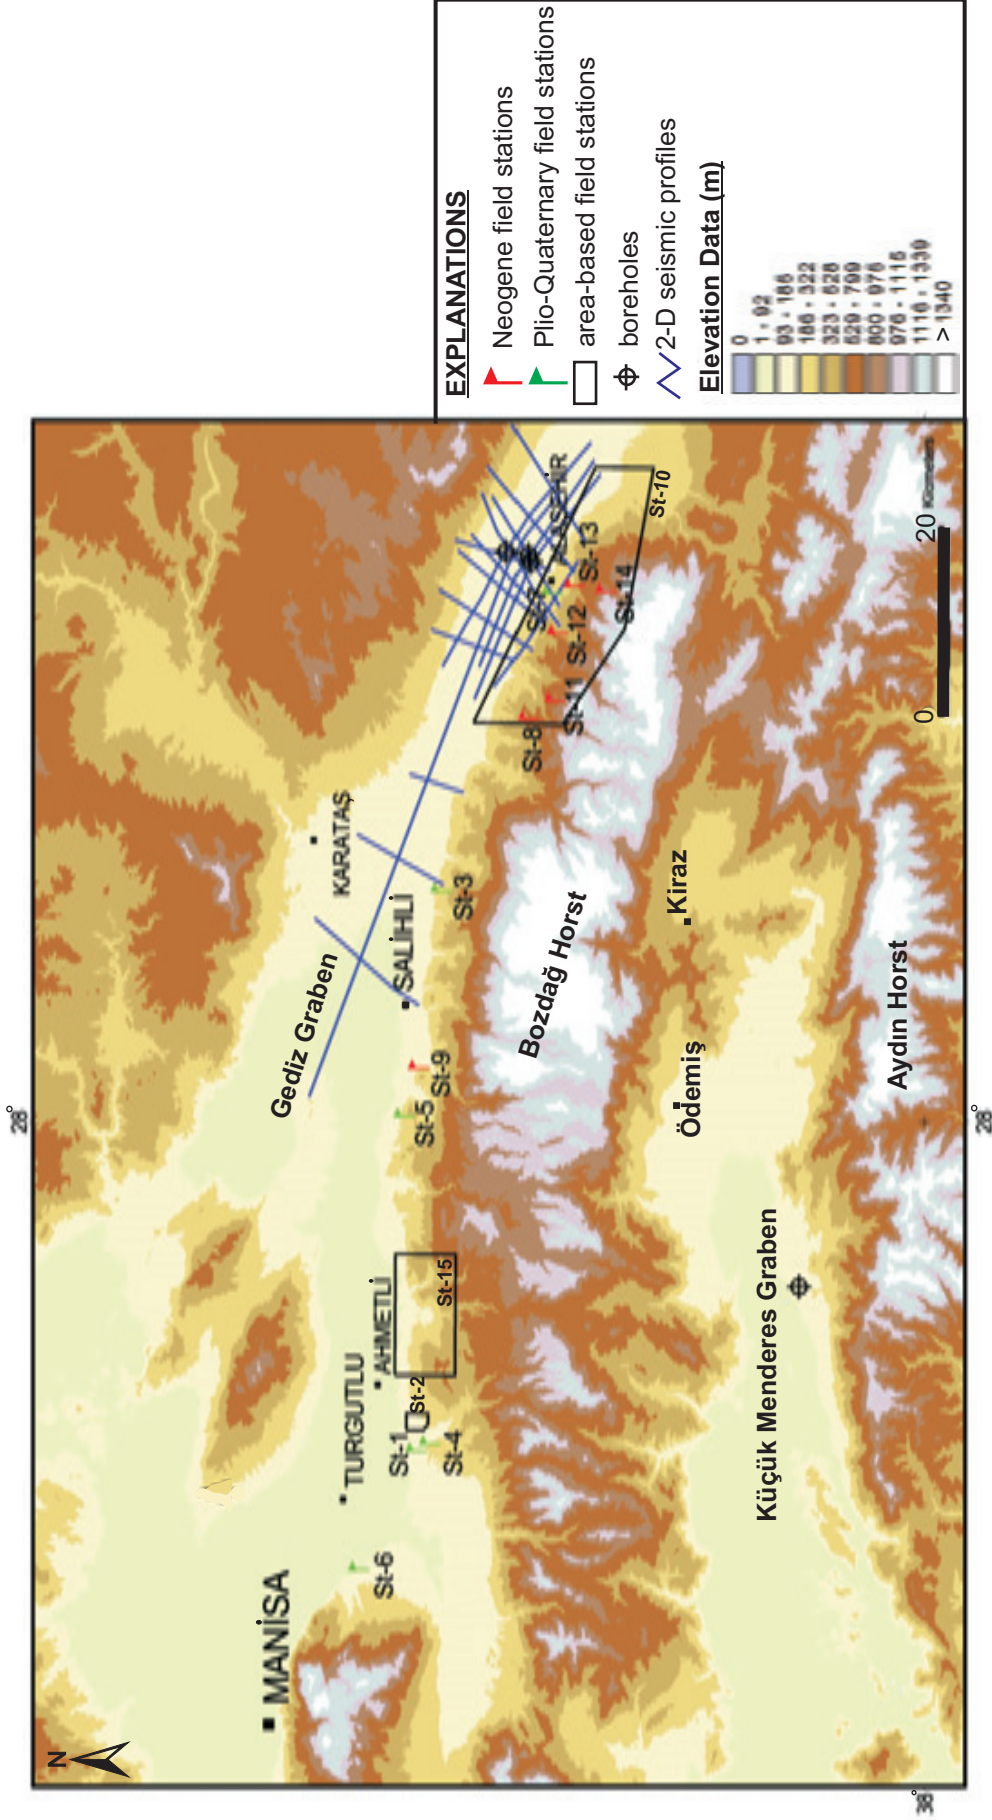 N
28°
MANİSA
TURGUTLU
AHMETLİ
SALİHLİ
KARATAŞ
Gediz Graben
St-6
St-1
St-2
St-4
St-15
St-5
St-9
St-3
St-8
St-11
St-12
St-7
St-13
St-14
St-10
Bozdağ Horst
Ödemiş
Kiraz
Küçük Menderes Graben
Aydın Horst
0
20
Kilometers
38°
28°
EXPLANATIONS
Neogene field stations
Plio-Quaternary field stations
area-based field stations
boreholes
2-D seismic profiles
Elevation Data (m)
0
1 - 92
93 - 185
186 - 322
323 - 528
529 - 799
800 - 975
976 - 1115
1116 - 1339
> 1340